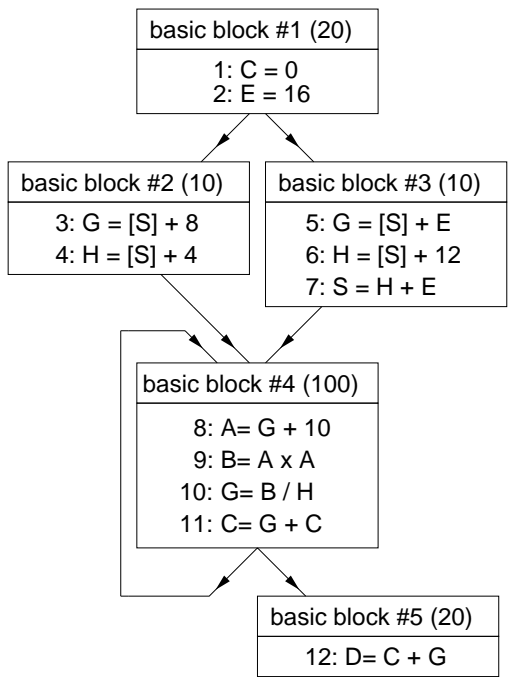 basic block #1 (20)
1: C = 0
2: E = 16
basic block #2 (10)
3: G = [S] + 8
4: H = [S] + 4
basic block #3 (10)
5: G = [S] + E
6: H = [S] + 12
7: S = H + E
basic block #4 (100)
8: A= G + 10
9: B= A x A
10: G= B / H
11: C= G + C
basic block #5 (20)
12: D= C + G